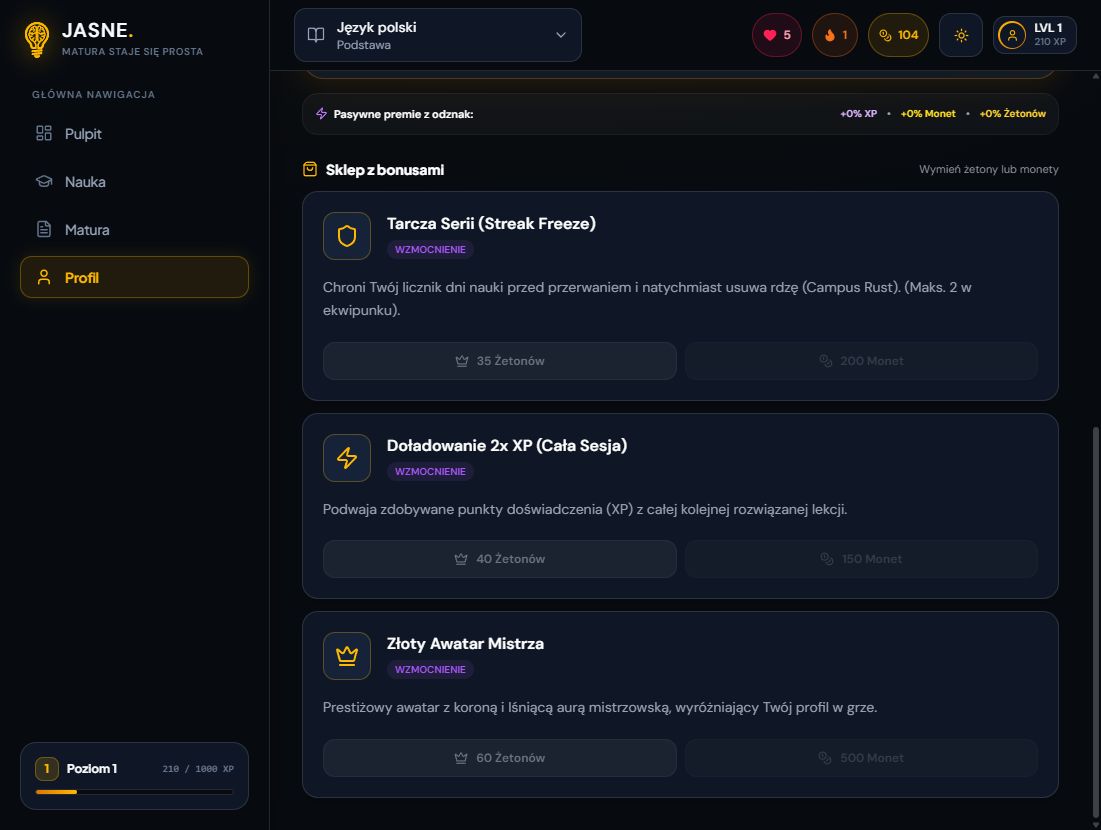 JASNE.
MATURA STAJE SIĘ PROSTA
GŁÓWNA NAWIGACJA
Pulpit
Nauka
Matura
Profil
1
Poziom 1
210 / 1000 XP
Język polski
Podstawa
5
1
104
LVL 1
210 XP
Pasywne premie z odznak:
+0% XP • +0% Monet • +0% Żetonów
Sklep z bonusami
Wymień żetony lub monety
Tarcza Serii (Streak Freeze)
WZMOCNIENIE
Chroni Twój licznik dni nauki przed przerwaniem i natychmiast usuwa rdzę (Campus Rust). (Maks. 2 w
ekwipunku).
35 Żetonów
200 Monet
Doładowanie 2x XP (Cała Sesja)
WZMOCNIENIE
Podwaja zdobywane punkty doświadczenia (XP) z całej kolejnej rozwiązanej lekcji.
40 Żetonów
150 Monet
Złoty Awatar Mistrza
WZMOCNIENIE
Prestiżowy awatar z koroną i lśniącą aurą mistrzowską, wyróżniający Twój profil w grze.
60 Żetonów
500 Monet